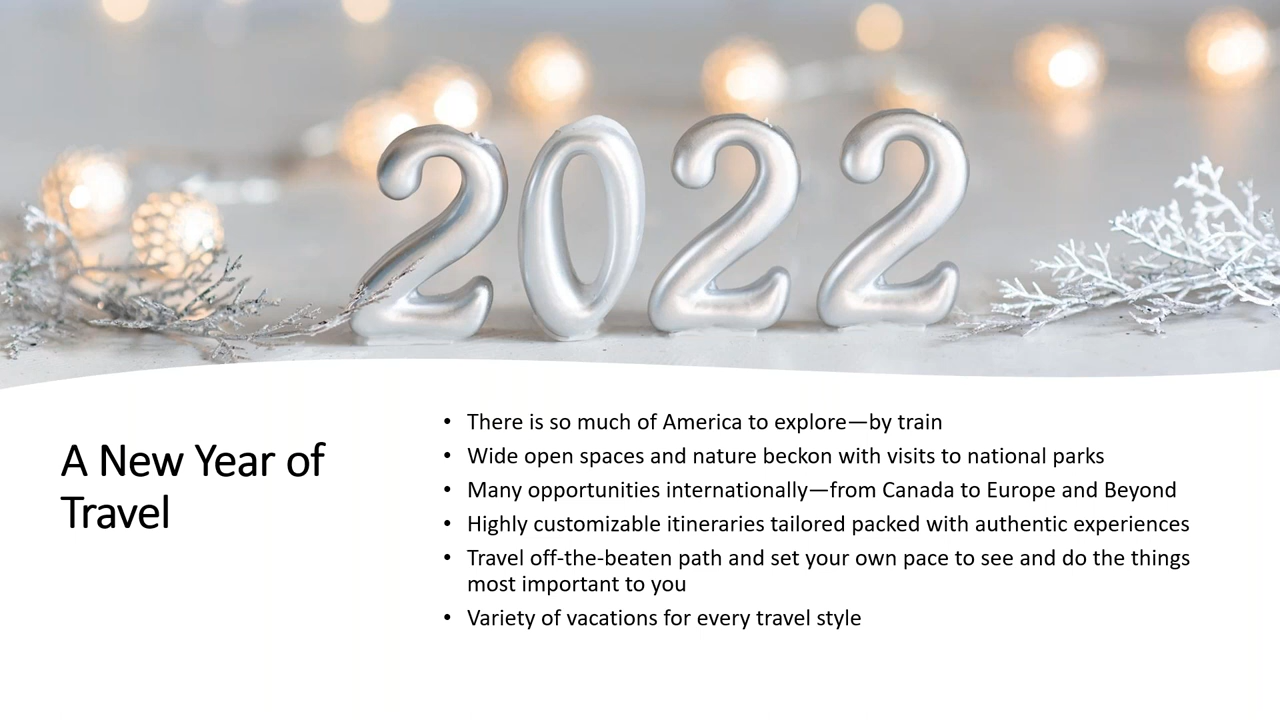 2022
A New Year of
Travel
• There is so much of America to explore—by train
• Wide open spaces and nature beckon with visits to national parks
• Many opportunities internationally—from Canada to Europe and Beyond
• Highly customizable itineraries tailored packed with authentic experiences
• Travel off-the-beaten path and set your own pace to see and do the things
most important to you
• Variety of vacations for every travel style